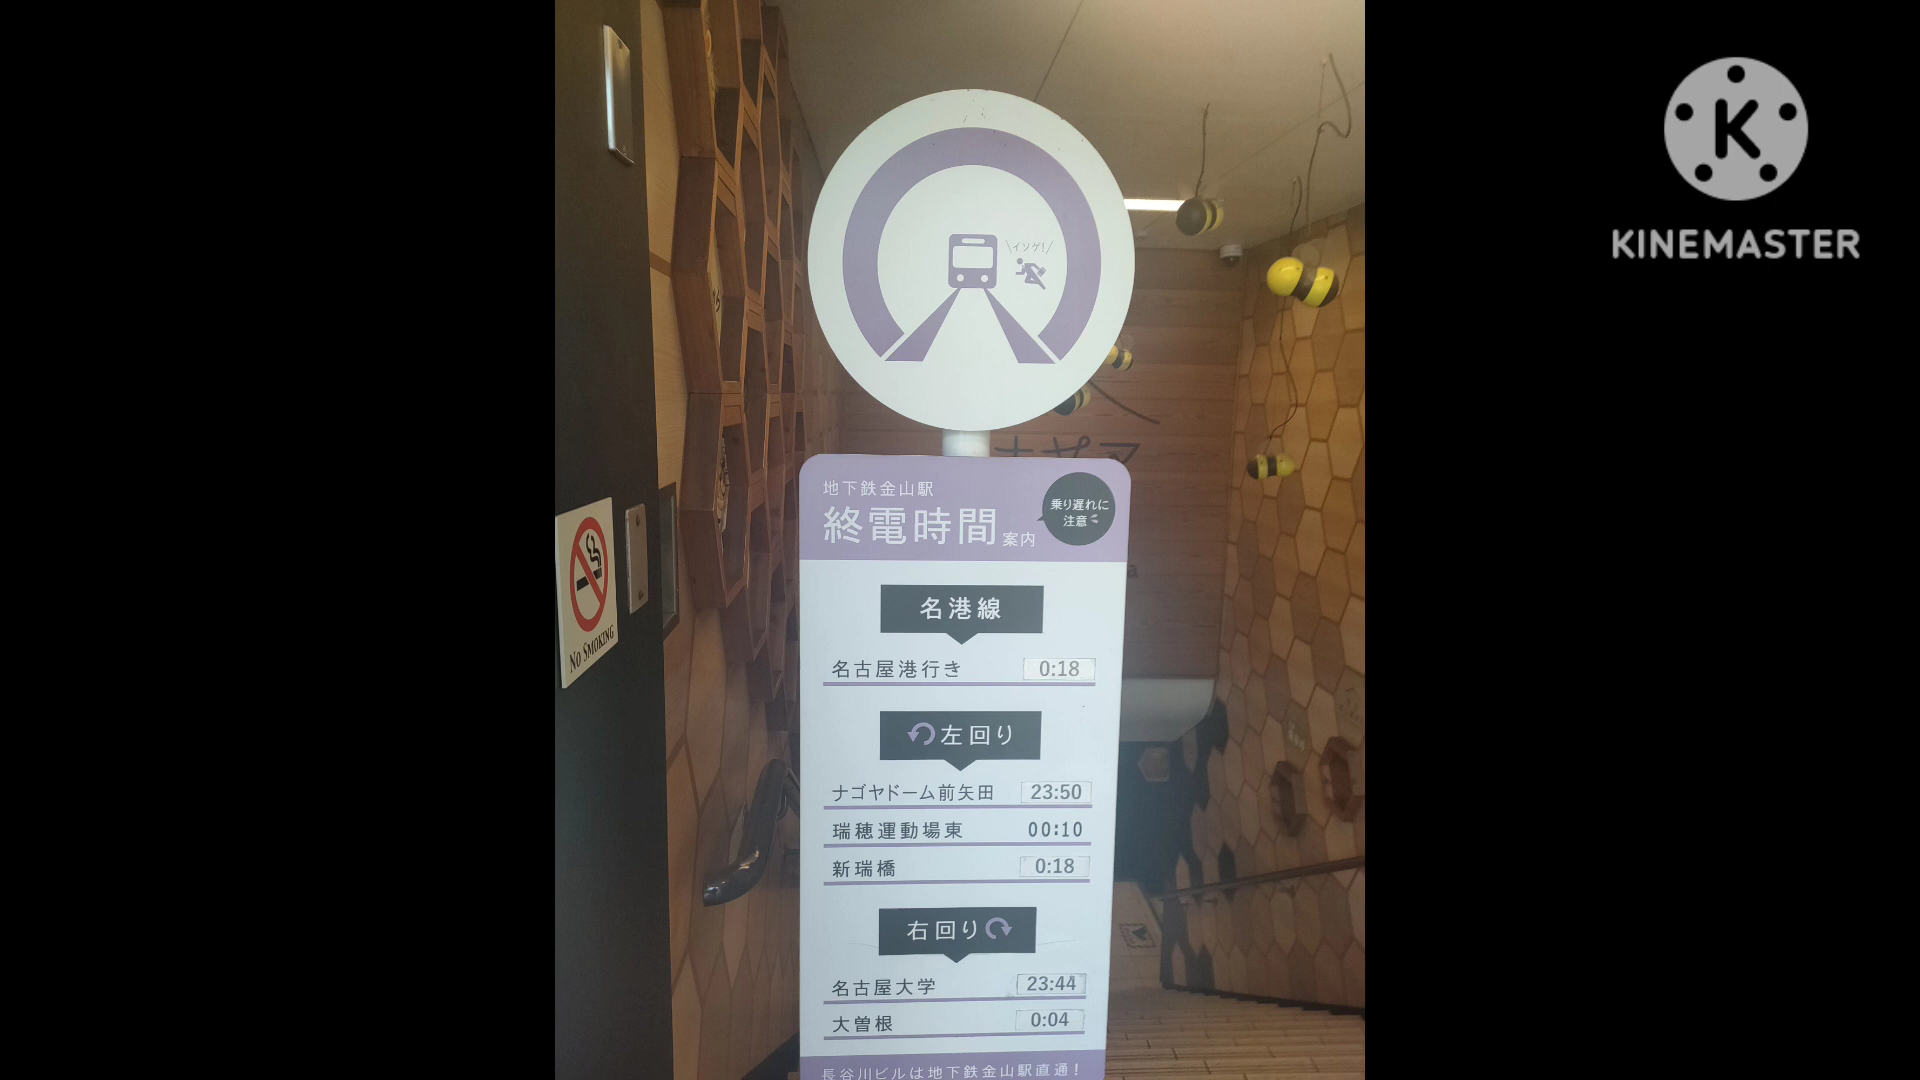 KINEMASTER
イソゲ!
地下鉄金山駅
終電時間案内
乗り遅れに
注意
名港線
名古屋港行き 0:18
左回り
ナゴヤドーム前矢田 23:50
瑞穂運動場東 00:10
新瑞橋 0:18
右回り
名古屋大学 23:44
大曽根 0:04
長谷川ビルは地下鉄金山駅直通!
NO SMOKING